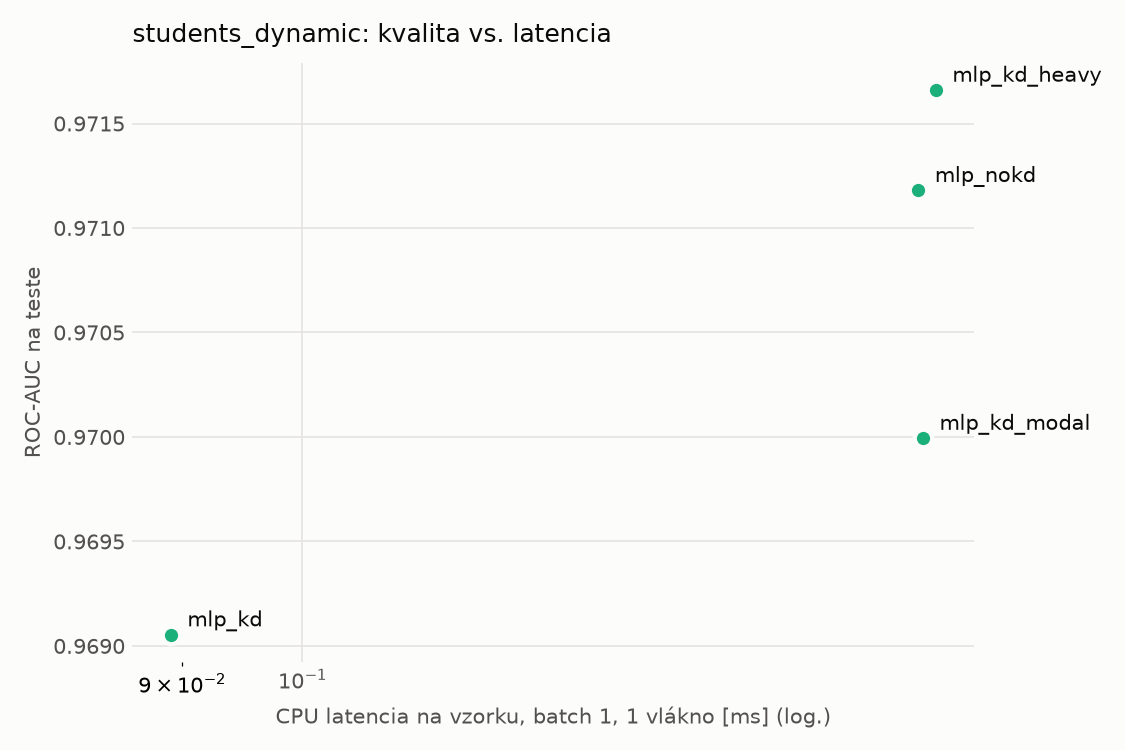 students_dynamic: kvalita vs. latencia
mlp_kd_heavy
0.9715
mlp_nokd
0.9710
ROC-AUC na teste
0.9705
mlp_kd_modal
0.9700
0.9695
mlp_kd
0.9690
9 × 10⁻²
10⁻¹
CPU latencia na vzorku, batch 1, 1 vlákno [ms] (log.)